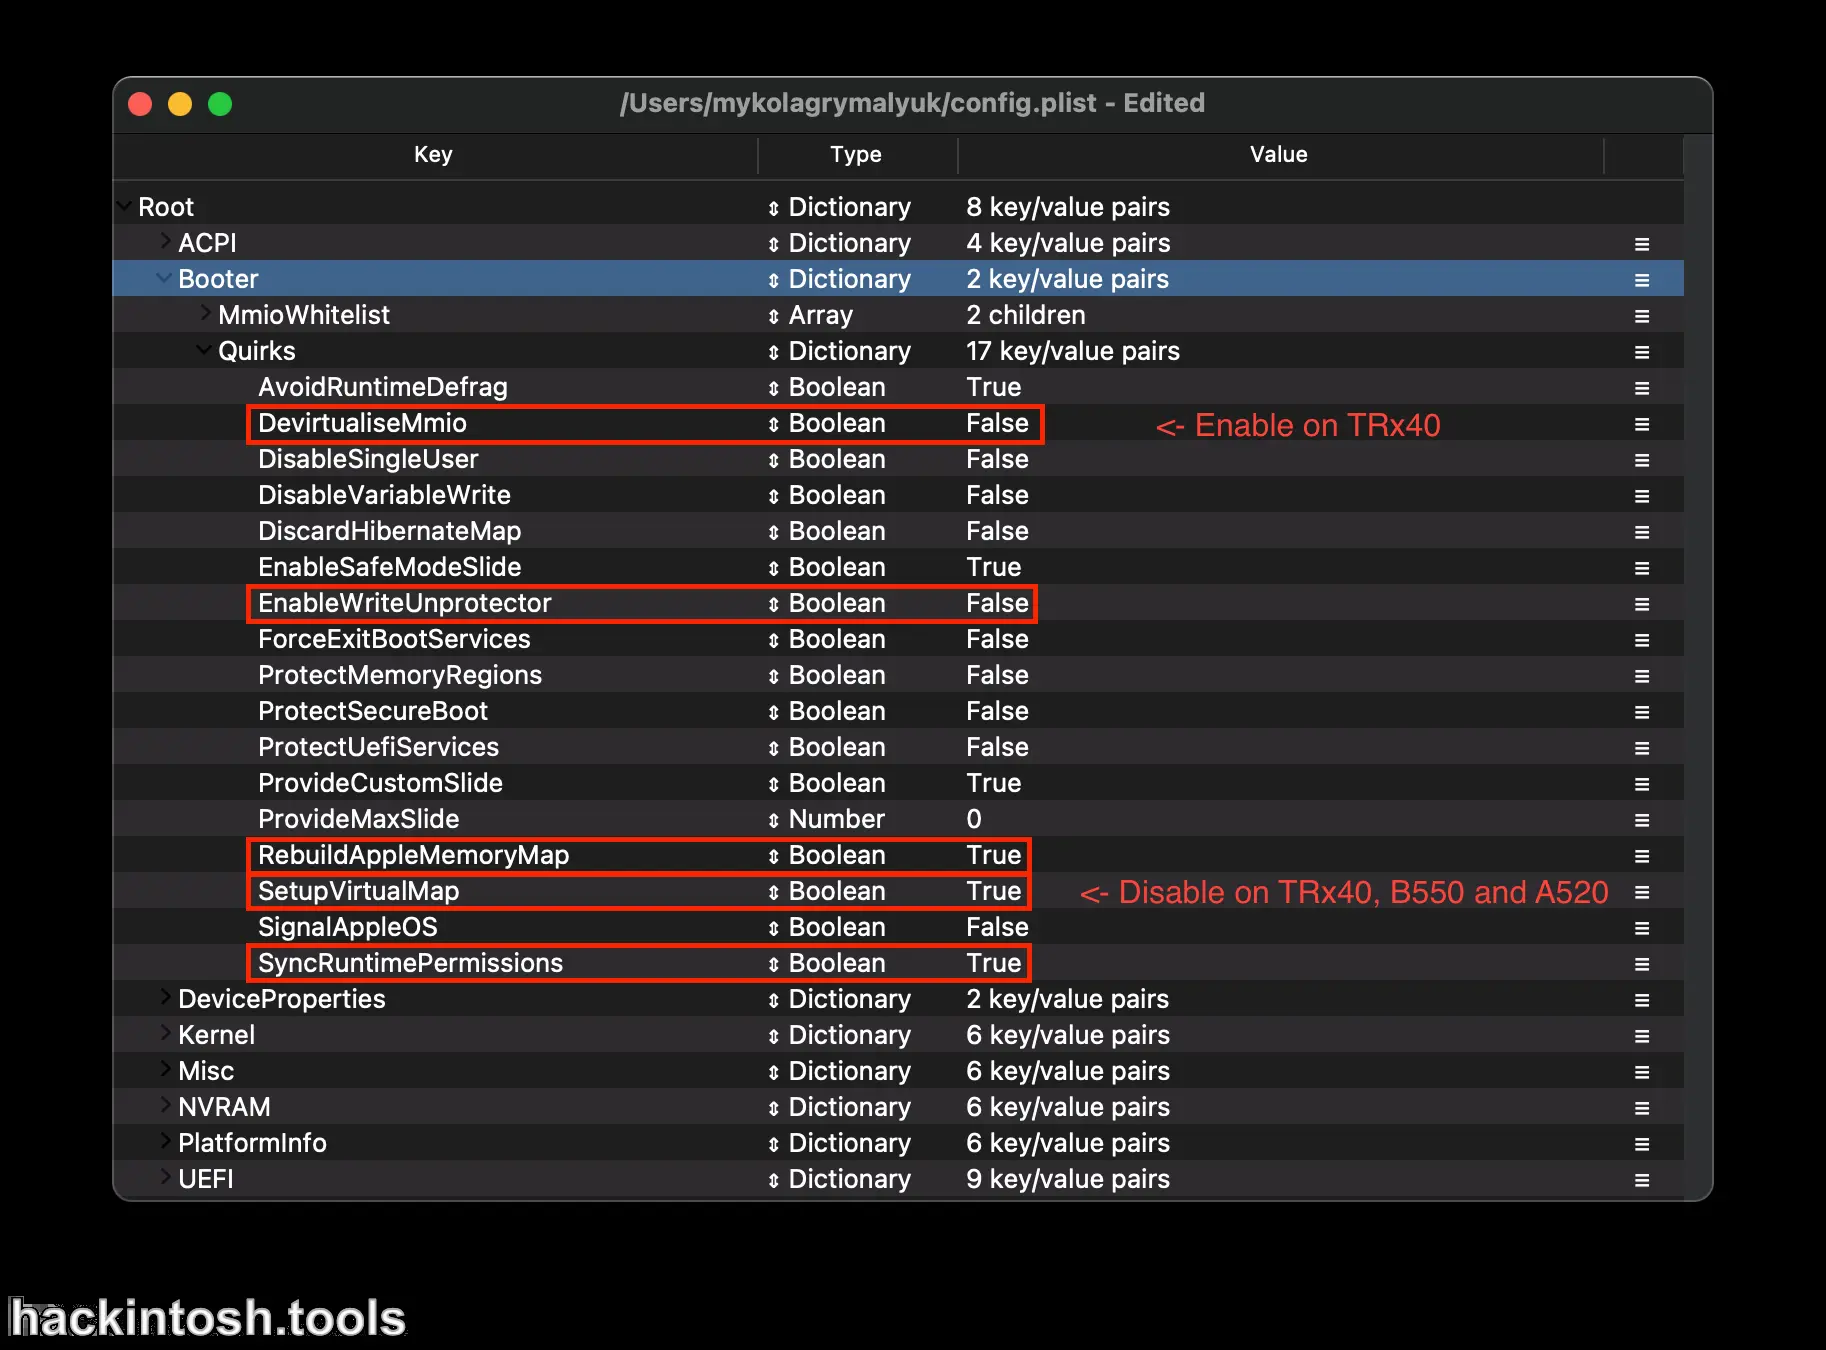 /Users/mykolagrymalyuk/config.plist - Edited
Key Type Value
Root Dictionary 8 key/value pairs
ACPI Dictionary 4 key/value pairs
Booter Dictionary 2 key/value pairs
MmioWhitelist Array 2 children
Quirks Dictionary 17 key/value pairs
AvoidRuntimeDefrag Boolean True
DevirtualiseMmio Boolean False <- Enable on TRx40
DisableSingleUser Boolean False
DisableVariableWrite Boolean False
DiscardHibernateMap Boolean False
EnableSafeModeSlide Boolean True
EnableWriteUnprotector Boolean False
ForceExitBootServices Boolean False
ProtectMemoryRegions Boolean False
ProtectSecureBoot Boolean False
ProtectUefiServices Boolean False
ProvideCustomSlide Boolean True
ProvideMaxSlide Number 0
RebuildAppleMemoryMap Boolean True
SetupVirtualMap Boolean True <- Disable on TRx40, B550 and A520
SignalAppleOS Boolean False
SyncRuntimePermissions Boolean True
DeviceProperties Dictionary 2 key/value pairs
Kernel Dictionary 6 key/value pairs
Misc Dictionary 6 key/value pairs
NVRAM Dictionary 6 key/value pairs
PlatformInfo Dictionary 6 key/value pairs
UEFI Dictionary 9 key/value pairs
hackintosh.tools